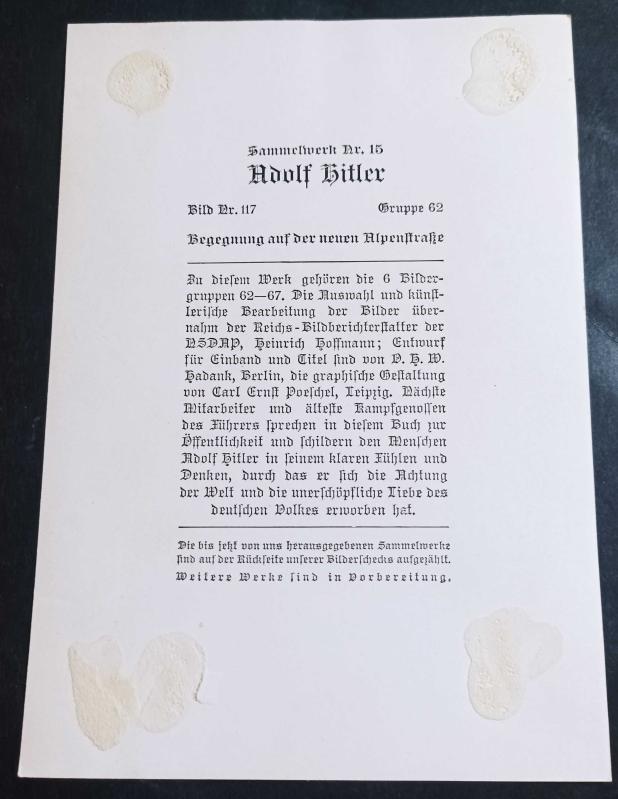 Sammelwerk Nr. 15
Adolf Hitler
Bild Nr. 117 Gruppe 62
Begegnung auf der neuen Alpenstraße
Zu diesem Werk gehören die 6 Bilder-
gruppen 62—67. Die Auswahl und künst-
lerische Bearbeitung der Bilder über-
nahm der Reichs-Bildberichterstatter der
NSDAP, Heinrich Hoffmann; Entwurf
für Einband und Titel sind von O. H. W.
Hadank, Berlin, die graphische Gestaltung
von Carl Ernst Poeschel, Leipzig. Nächste
Mitarbeiter und älteste Kampfgenossen
des Führers sprechen in diesem Buch zur
Öffentlichkeit und schildern den Menschen
Adolf Hitler in seinem klaren Fühlen und
Denken, durch das er sich die Achtung
der Welt und die unerschöpfliche Liebe des
deutschen Volkes erworben hat.
Die bis jetzt von uns herausgegebenen Sammelwerke
sind auf der Rückseite unserer Bilderschecks aufgezählt.
Weitere Werke sind in Vorbereitung.